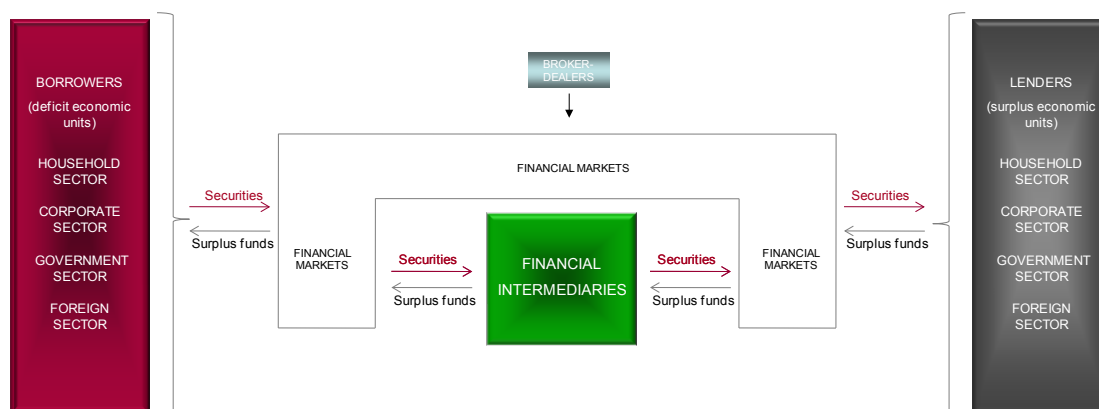 BORROWERS
(deficit economic
units)
HOUSEHOLD
SECTOR
CORPORATE
SECTOR
GOVERNMENT
SECTOR
FOREIGN
SECTOR
Securities
Surplus funds
BROKER-
DEALERS
FINANCIAL MARKETS
FINANCIAL
MARKETS
Securities
Surplus funds
FINANCIAL
INTERMEDIARIES
Securities
Surplus funds
FINANCIAL
MARKETS
Securities
Surplus funds
LENDERS
(surplus economic
units)
HOUSEHOLD
SECTOR
CORPORATE
SECTOR
GOVERNMENT
SECTOR
FOREIGN
SECTOR